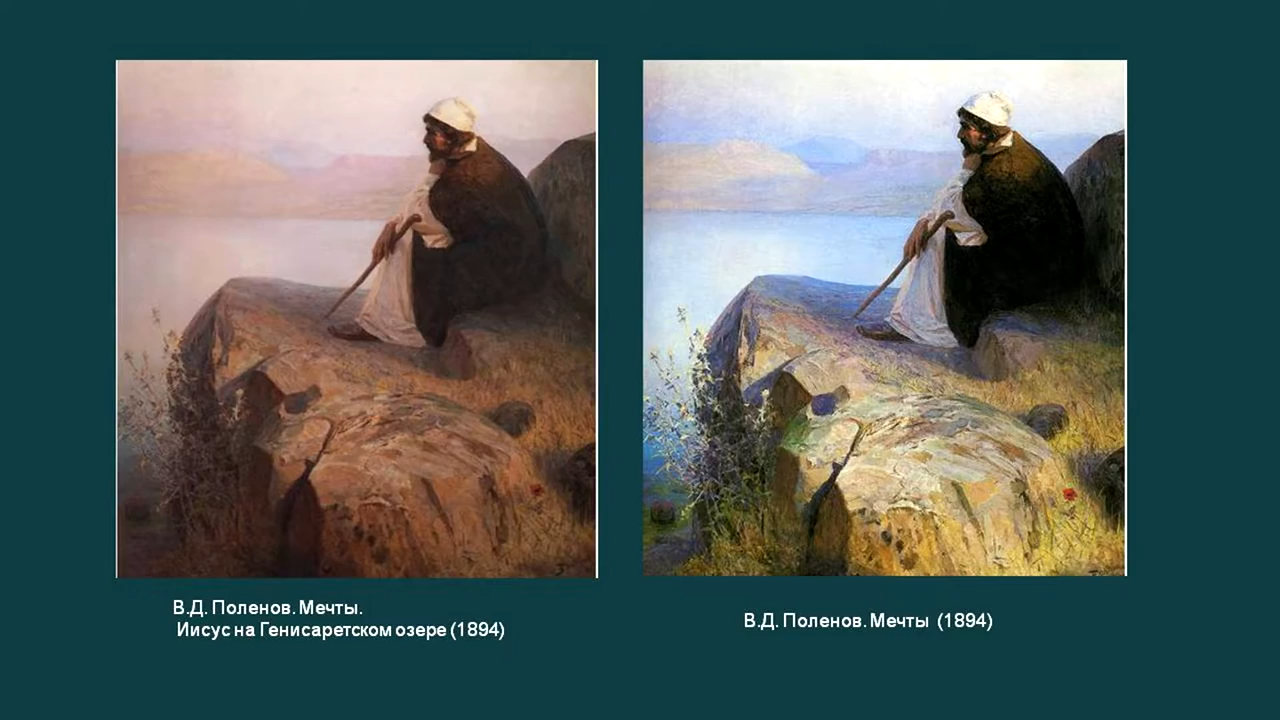 В.Д. Поленов. Мечты.
Иисус на Генисаретском озере (1894)
В.Д. Поленов. Мечты (1894)